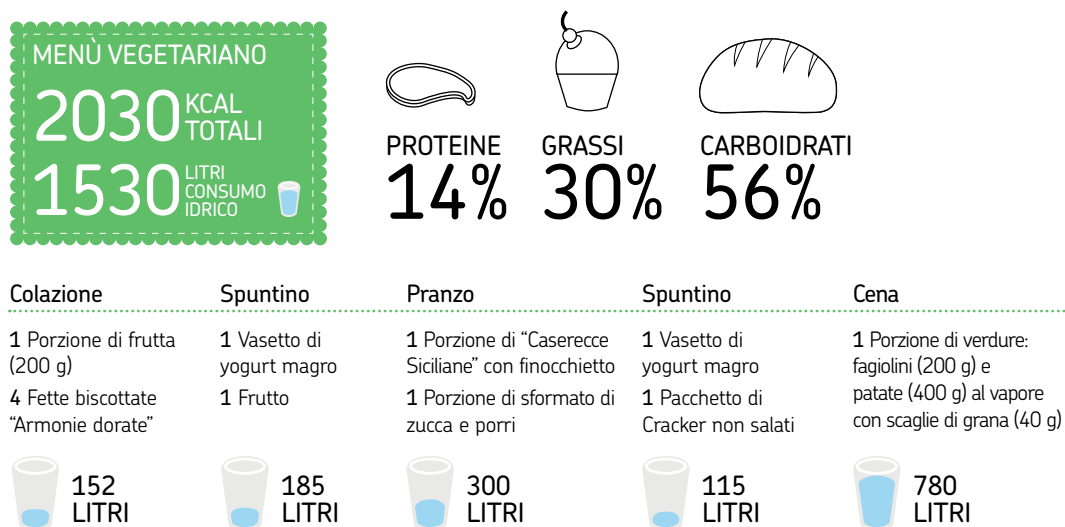 MENÙ VEGETARIANO
2030 KCAL TOTALI
1530 LITRI CONSUMO IDRICO
PROTEINE
14%
GRASSI
30%
CARBOIDRATI
56%
Colazione
1 Porzione di frutta
(200 g)
4 Fette biscottate
“Armonie dorate”
152
LITRI
Spuntino
1 Vasetto di
yogurt magro
1 Frutto
185
LITRI
Pranzo
1 Porzione di “Caserecce
Siciliane” con finocchietto
1 Porzione di sformato di
zucca e porri
300
LITRI
Spuntino
1 Vasetto di
yogurt magro
1 Pacchetto di
Cracker non salati
115
LITRI
Cena
1 Porzione di verdure:
fagiolini (200 g) e
patate (400 g) al vapore
con scaglie di grana (40 g)
780
LITRI